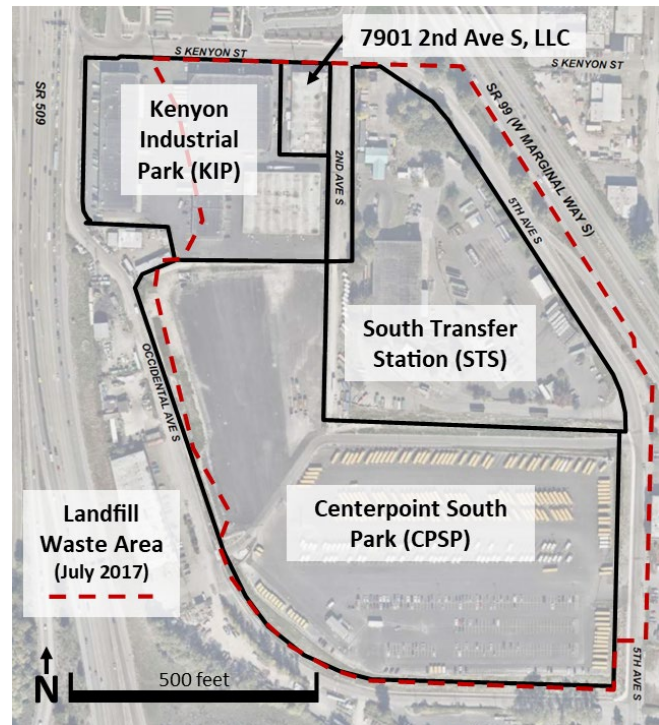 S KENYON ST
7901 2nd Ave S, LLC
S KENYON ST
SR 509
Kenyon
Industrial
Park (KIP)
2ND AVE S
SR 99 (W MARGINAL WAY S)
5TH AVE S
South Transfer
Station (STS)
OCCIDENTAL AVE S
Landfill
Waste Area
(July 2017)
Centerpoint South
Park (CPSP)
N
500 feet
5TH AVE S